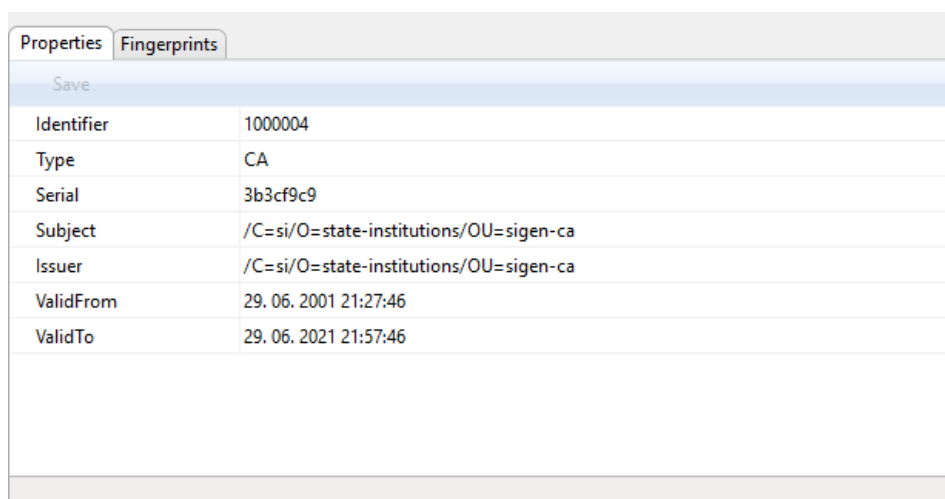 Properties Fingerprints
Save
Identifier 1000004
Type CA
Serial 3b3cf9c9
Subject /C=si/O=state-institutions/OU=sigen-ca
Issuer /C=si/O=state-institutions/OU=sigen-ca
ValidFrom 29. 06. 2001 21:27:46
ValidTo 29. 06. 2021 21:57:46